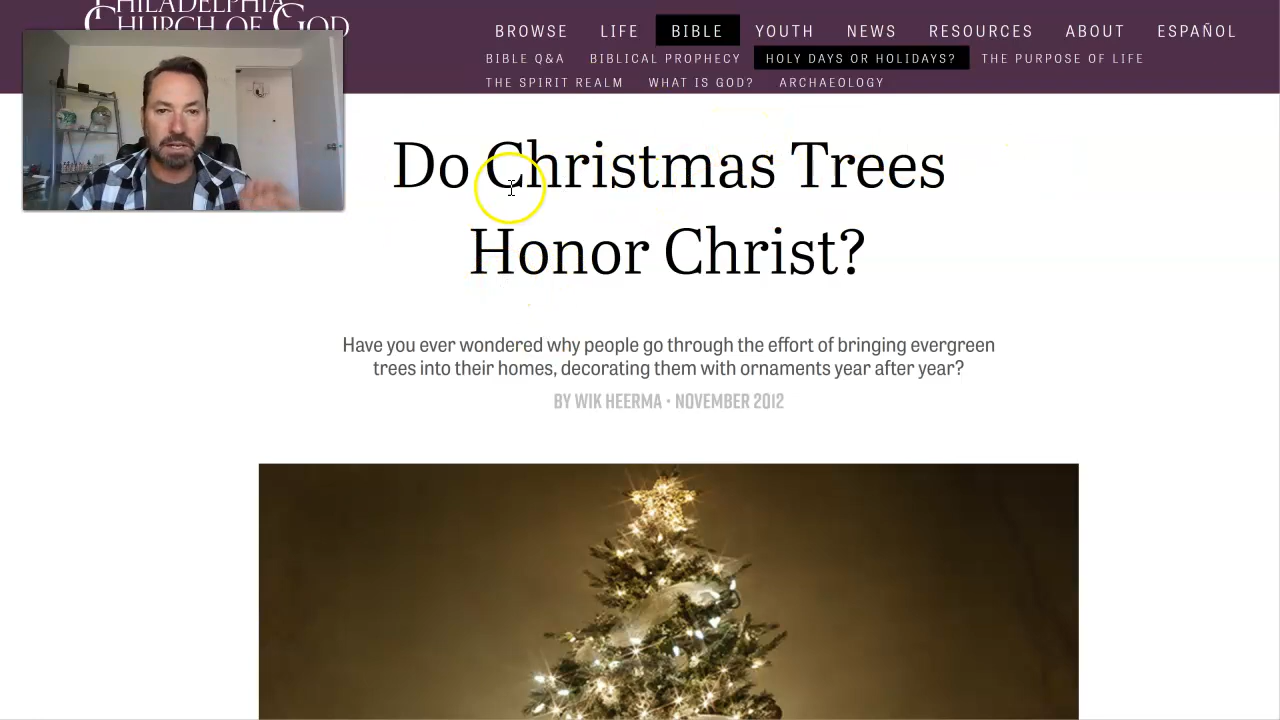 PHILADELPHIA
CHURCH OF GOD
BROWSE LIFE BIBLE YOUTH NEWS RESOURCES ABOUT ESPAÑOL
BIBLE Q&A BIBLICAL PROPHECY HOLY DAYS OR HOLIDAYS? THE PURPOSE OF LIFE
THE SPIRIT REALM WHAT IS GOD? ARCHAEOLOGY
Do Christmas Trees
Honor Christ?
Have you ever wondered why people go through the effort of bringing evergreen
trees into their homes, decorating them with ornaments year after year?
BY WIK HEERMA • NOVEMBER 2012